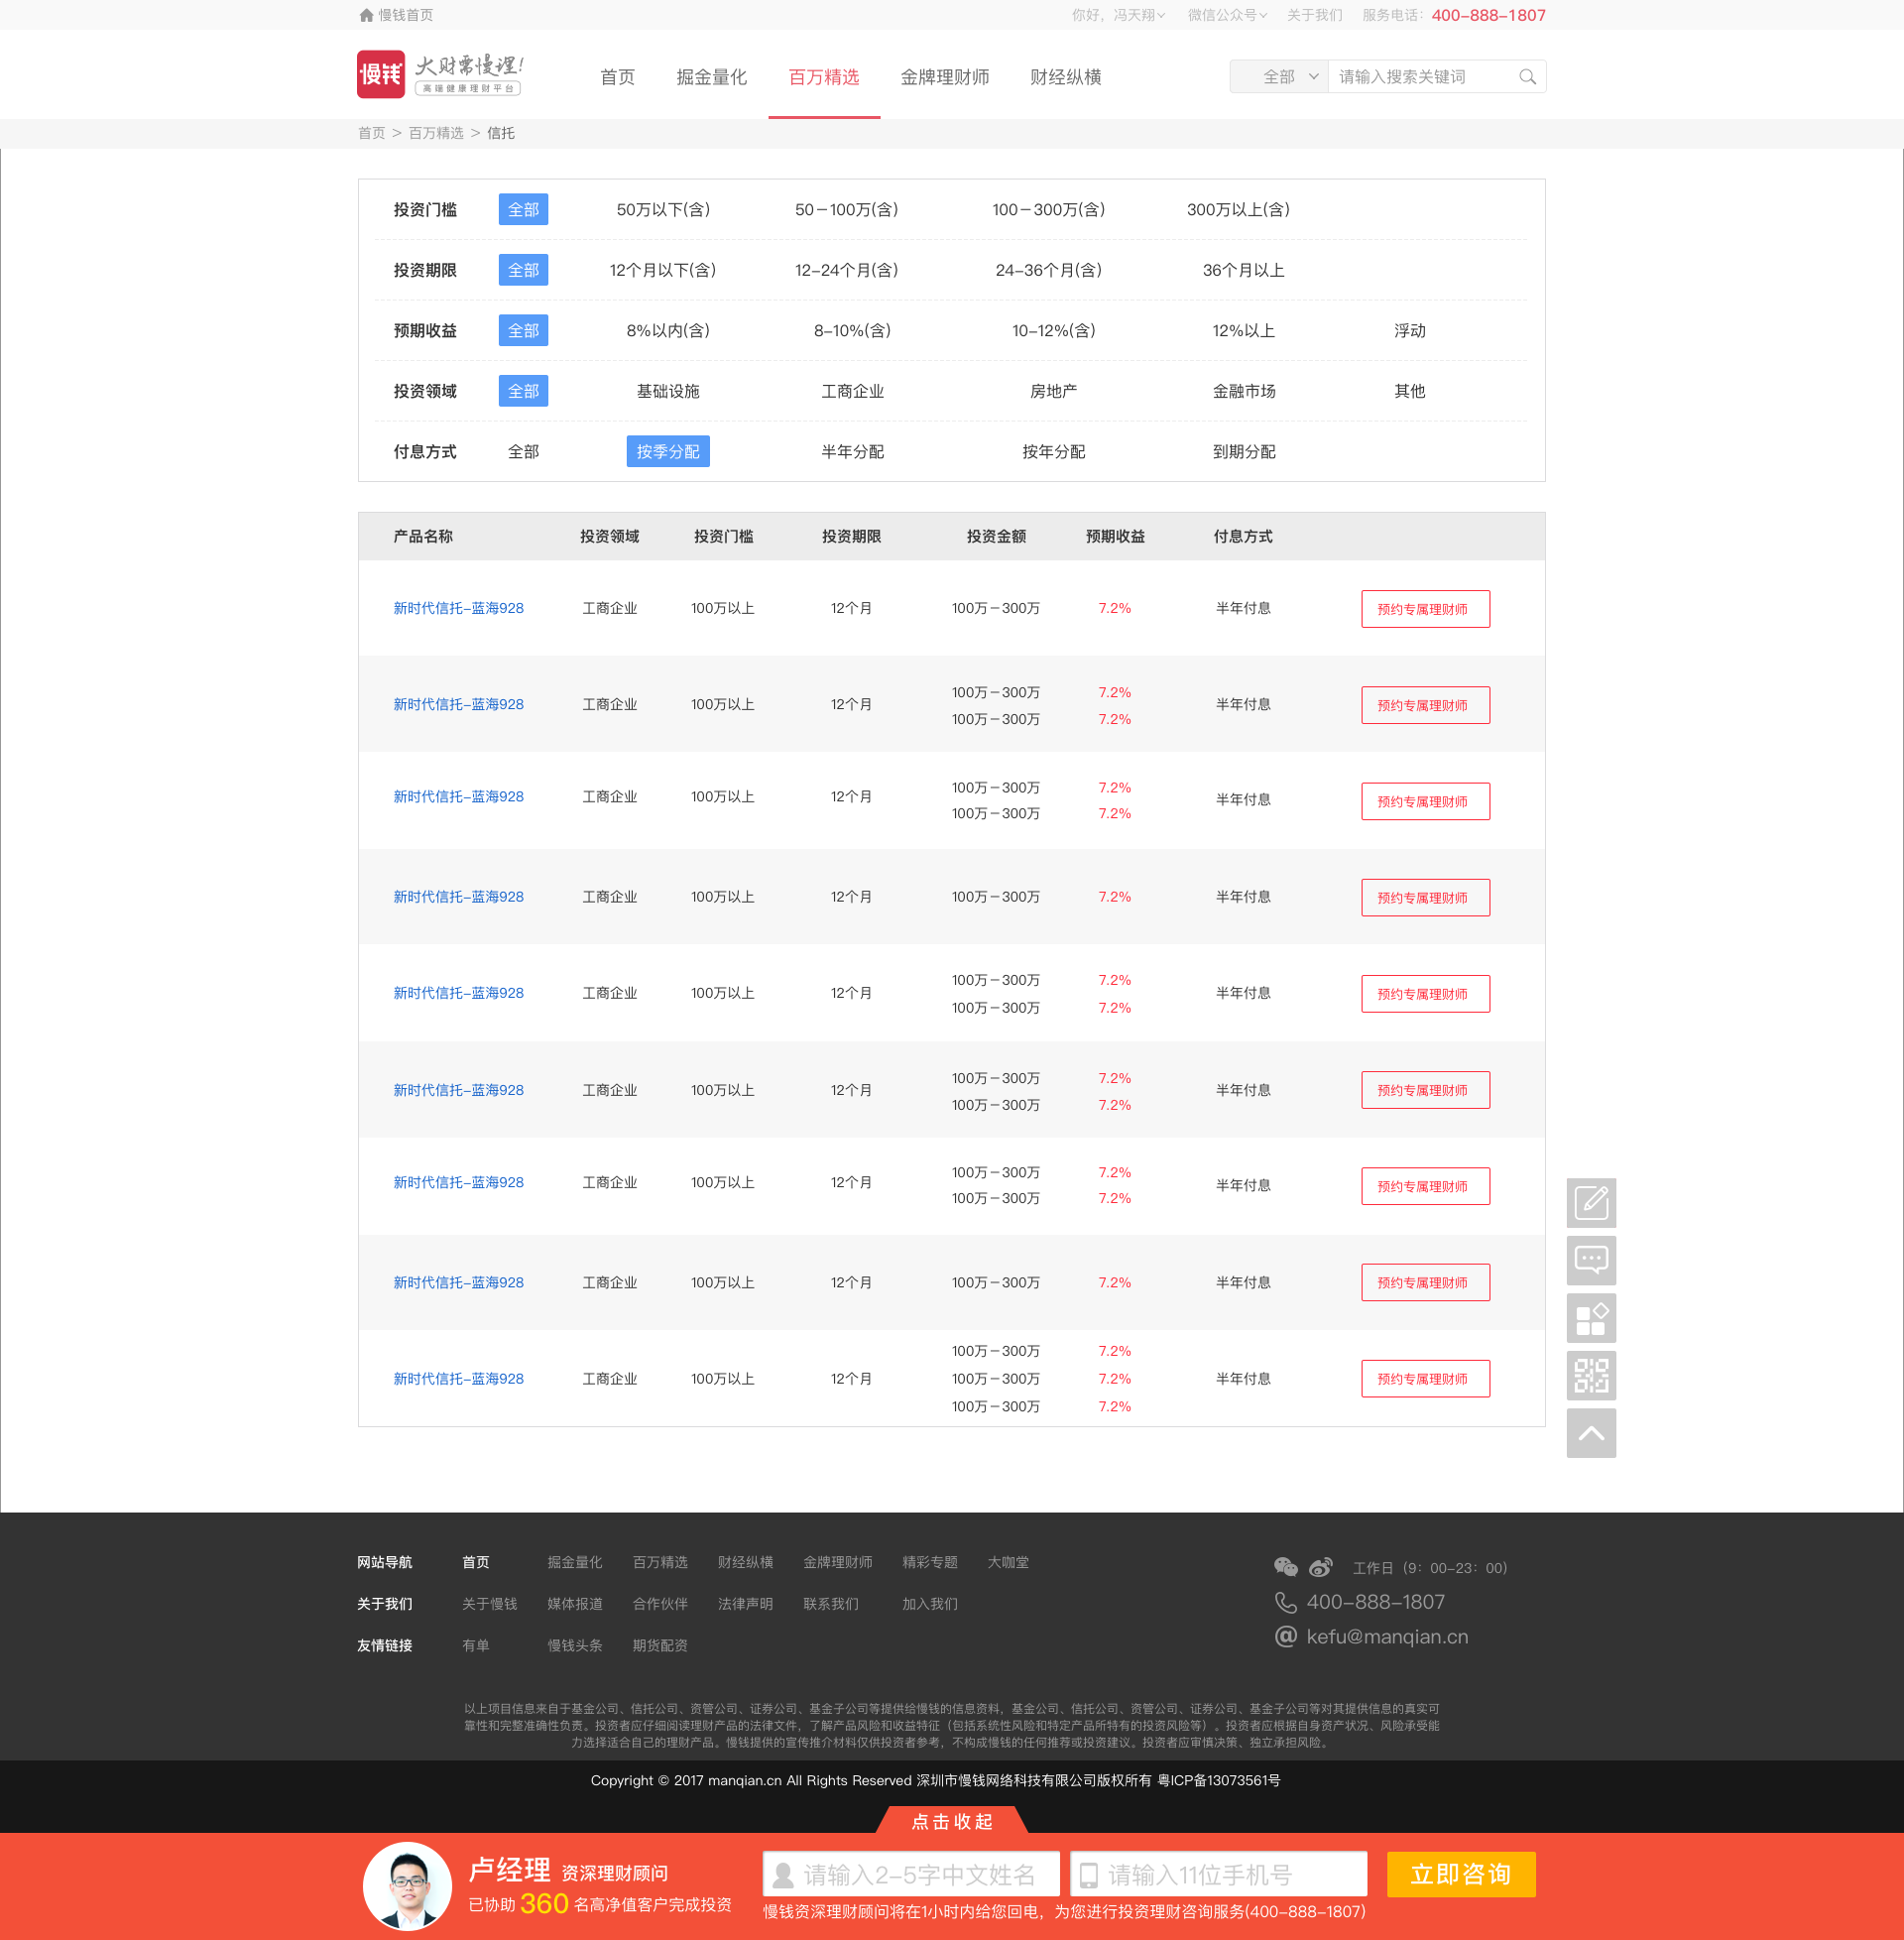 慢钱首页 你好，冯天翔 微信公众号 关于我们 服务电话：400-888-1807
慢钱 大财需慢理！
高端健康理财平台
首页 掘金量化 百万精选 金牌理财师 财经纵横 全部 请输入搜索关键词
首页 > 百万精选 > 信托
投资门槛 全部 50万以下(含) 50－100万(含) 100－300万(含) 300万以上(含)
投资期限 全部 12个月以下(含) 12-24个月(含) 24-36个月(含) 36个月以上
预期收益 全部 8%以内(含) 8-10%(含) 10-12%(含) 12%以上 浮动
投资领域 全部 基础设施 工商企业 房地产 金融市场 其他
付息方式 全部 按季分配 半年分配 按年分配 到期分配
产品名称 投资领域 投资门槛 投资期限 投资金额 预期收益 付息方式
新时代信托-蓝海928 工商企业 100万以上 12个月 100万－300万 7.2% 半年付息 预约专属理财师
100万－300万 7.2%
新时代信托-蓝海928 工商企业 100万以上 12个月 半年付息 预约专属理财师
100万－300万 7.2%
100万－300万 7.2%
新时代信托-蓝海928 工商企业 100万以上 12个月 半年付息 预约专属理财师
100万－300万 7.2%
新时代信托-蓝海928 工商企业 100万以上 12个月 100万－300万 7.2% 半年付息 预约专属理财师
100万－300万 7.2%
新时代信托-蓝海928 工商企业 100万以上 12个月 半年付息 预约专属理财师
100万－300万 7.2%
100万－300万 7.2%
新时代信托-蓝海928 工商企业 100万以上 12个月 半年付息 预约专属理财师
100万－300万 7.2%
100万－300万 7.2%
新时代信托-蓝海928 工商企业 100万以上 12个月 半年付息 预约专属理财师
100万－300万 7.2%
新时代信托-蓝海928 工商企业 100万以上 12个月 100万－300万 7.2% 半年付息 预约专属理财师
100万－300万 7.2%
新时代信托-蓝海928 工商企业 100万以上 12个月 100万－300万 7.2% 半年付息 预约专属理财师
100万－300万 7.2%
网站导航 首页 掘金量化 百万精选 财经纵横 金牌理财师 精彩专题 大咖堂
工作日（9：00-23：00）
关于我们 关于慢钱 媒体报道 合作伙伴 法律声明 联系我们 加入我们
400-888-1807
友情链接 有单 慢钱头条 期货配资
kefu@manqian.cn
以上项目信息来自于基金公司、信托公司、资管公司、证券公司、基金子公司等提供给慢钱的信息资料，基金公司、信托公司、资管公司、证券公司、基金子公司等对其提供信息的真实可
靠性和完整准确性负责。投资者应仔细阅读理财产品的法律文件，了解产品风险和收益特征（包括系统性风险和特定产品所特有的投资风险等）。投资者应根据自身资产状况、风险承受能
力选择适合自己的理财产品。慢钱提供的宣传推介材料仅供投资者参考，不构成慢钱的任何推荐或投资建议。投资者应审慎决策、独立承担风险。
Copyright © 2017 manqian.cn All Rights Reserved 深圳市慢钱网络科技有限公司版权所有 粤ICP备13073561号
点击收起
卢经理 资深理财顾问
已协助 360 名高净值客户完成投资
请输入2-5字中文姓名 请输入11位手机号 立即咨询
慢钱资深理财顾问将在1小时内给您回电，为您进行投资理财咨询服务(400-888-1807)